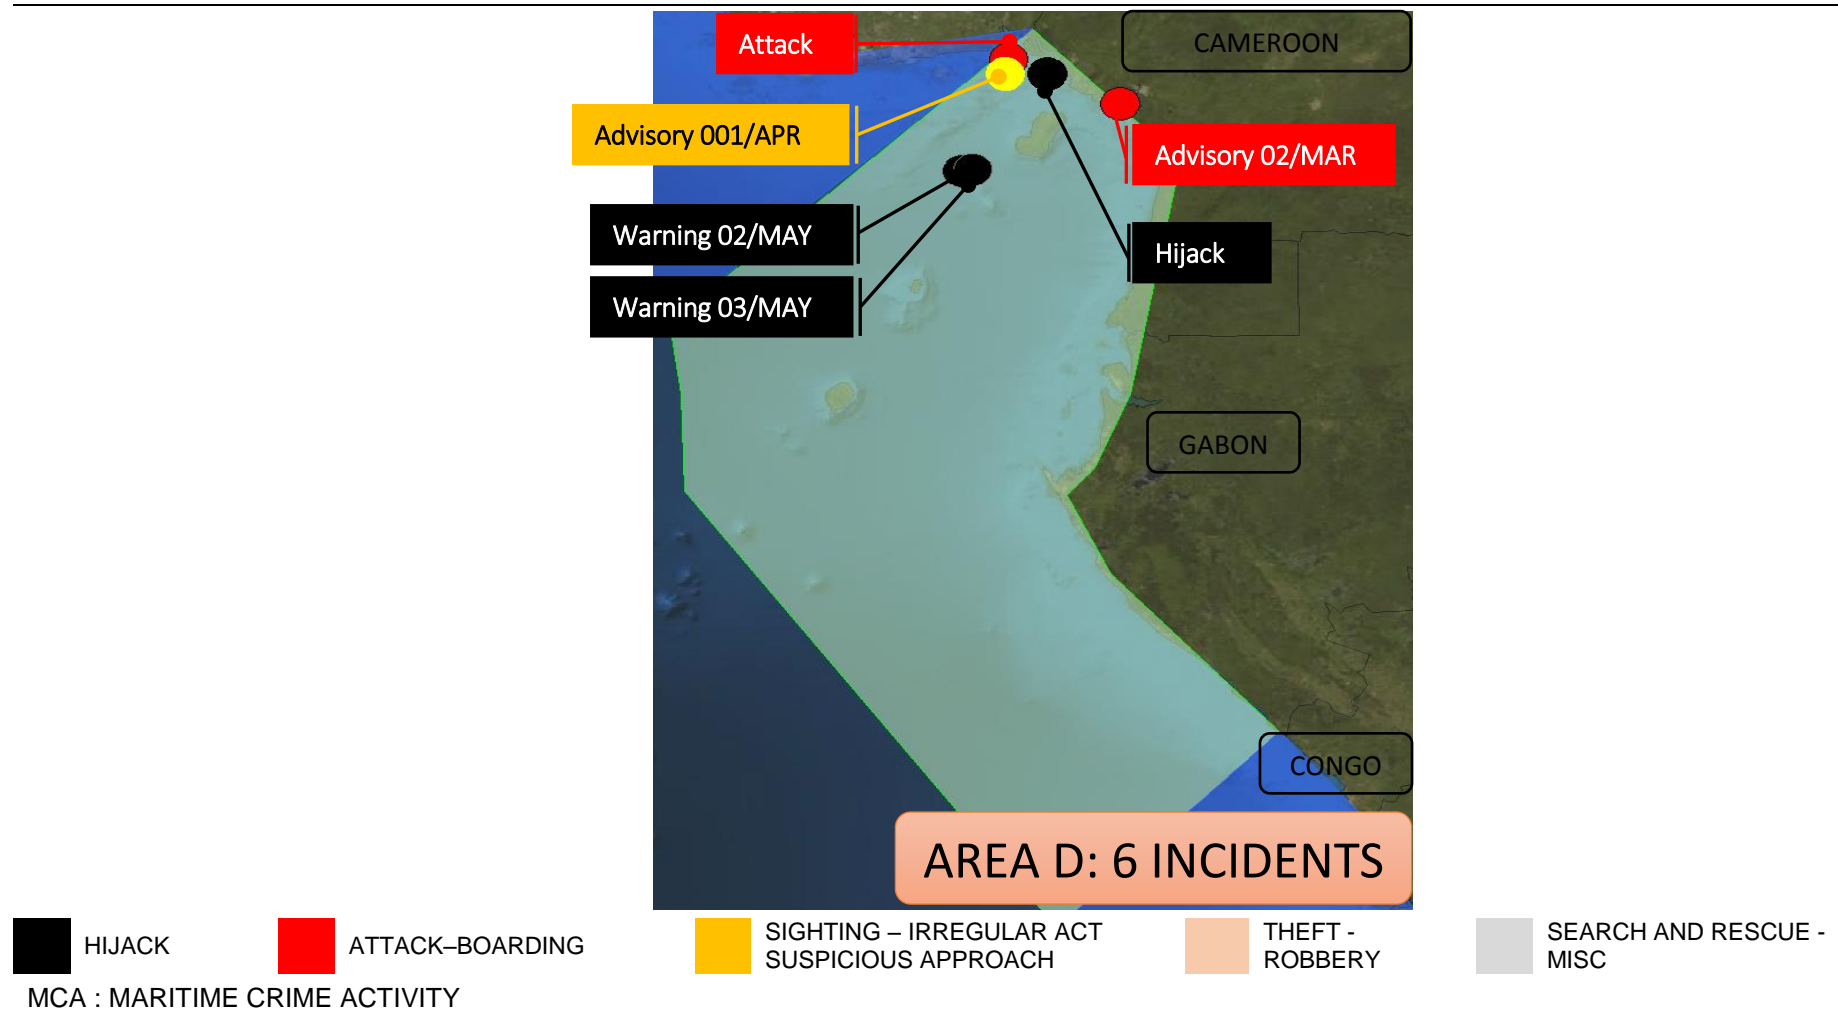 Attack
CAMEROON
Advisory 001/APR
Advisory 02/MAR
Warning 02/MAY
Hijack
Warning 03/MAY
GABON
CONGO
AREA D: 6 INCIDENTS
HIJACK
ATTACK–BOARDING
SIGHTING – IRREGULAR ACT
SUSPICIOUS APPROACH
THEFT -
ROBBERY
SEARCH AND RESCUE -
MISC
MCA : MARITIME CRIME ACTIVITY